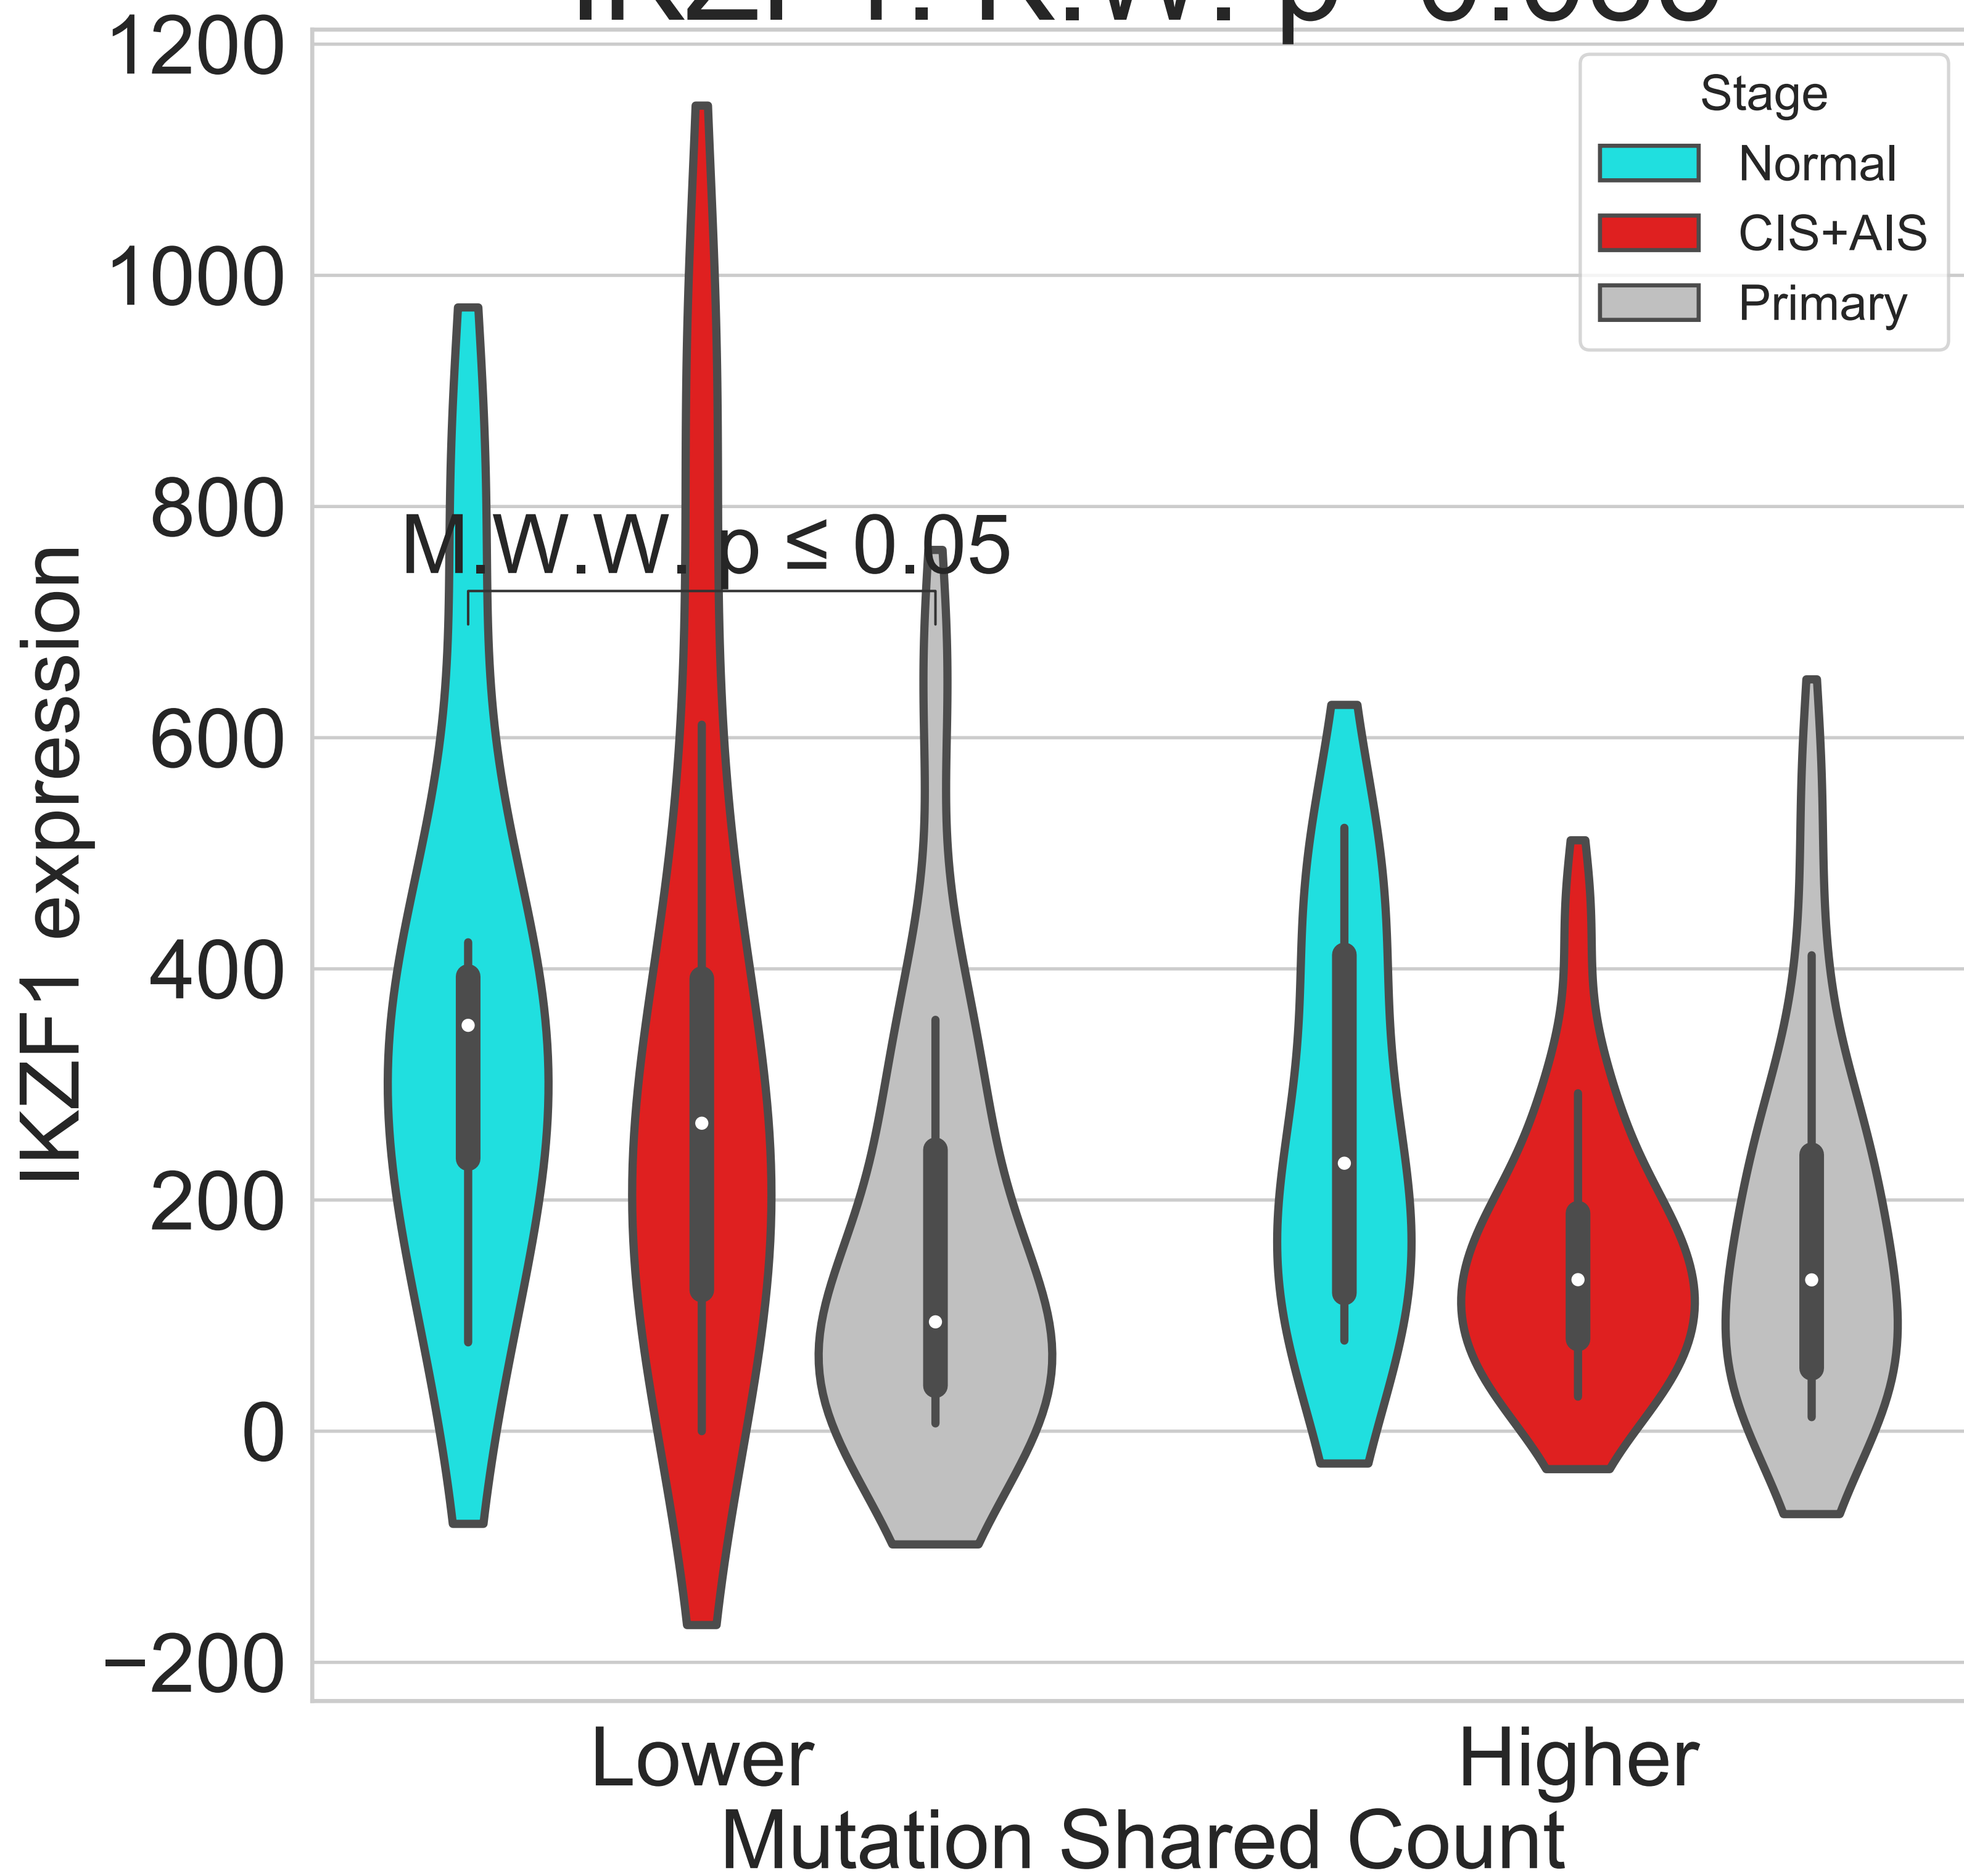 IKZF1: K.W. p
1200
1000
800
600
400
200
0
−200
IKZF1 expression
Stage
Normal
CIS+AIS
Primary
M.W.W. p ≤ 0.05
Lower
Higher
Mutation Shared Count